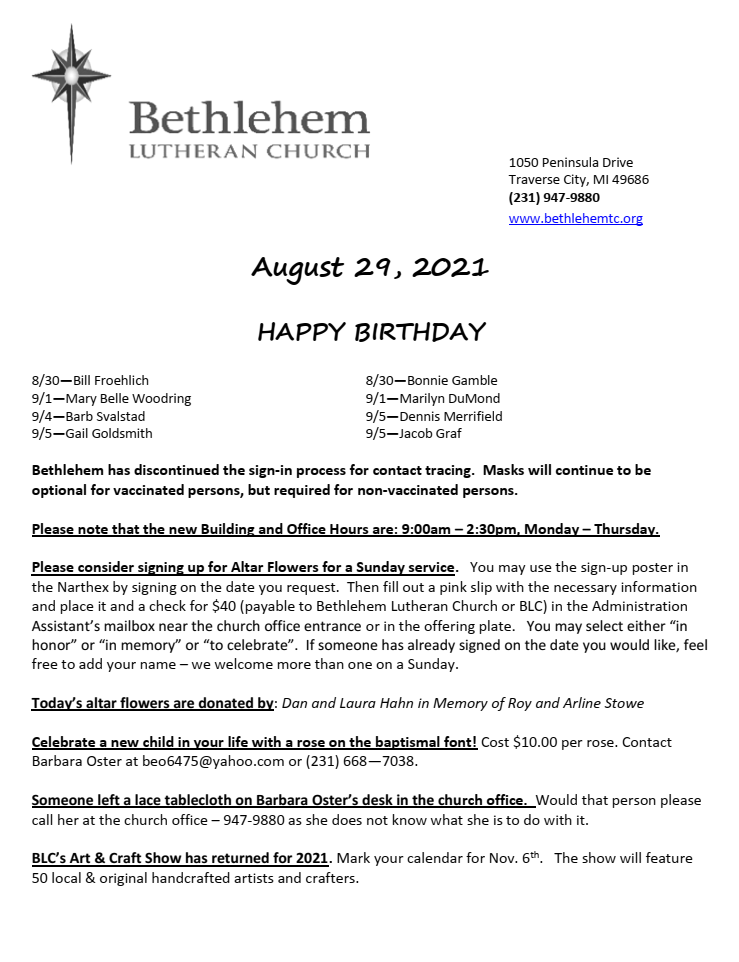 Bethlehem
LUTHERAN CHURCH
1050 Peninsula Drive
Traverse City, MI 49686
(231) 947-9880
www.bethlehemtc.org
August 29, 2021
HAPPY BIRTHDAY
8/30—Bill Froehlich
8/30—Bonnie Gamble
9/1—Mary Belle Woodring
9/1—Marilyn DuMond
9/4—Barb Svalstad
9/5—Dennis Merrifield
9/5—Gail Goldsmith
9/5—Jacob Graf
Bethlehem has discontinued the sign-in process for contact tracing.  Masks will continue to be
optional for vaccinated persons, but required for non-vaccinated persons.
Please note that the new Building and Office Hours are: 9:00am – 2:30pm, Monday – Thursday.
Please consider signing up for Altar Flowers for a Sunday service.   You may use the sign-up poster in
the Narthex by signing on the date you request.  Then fill out a pink slip with the necessary information
and place it and a check for $40 (payable to Bethlehem Lutheran Church or BLC) in the Administration
Assistant’s mailbox near the church office entrance or in the offering plate.   You may select either “in
honor” or “in memory” or “to celebrate”.  If someone has already signed on the date you would like, feel
free to add your name – we welcome more than one on a Sunday.
Today’s altar flowers are donated by: Dan and Laura Hahn in Memory of Roy and Arline Stowe
Celebrate a new child in your life with a rose on the baptismal font! Cost $10.00 per rose. Contact
Barbara Oster at beo6475@yahoo.com or (231) 668—7038.
Someone left a lace tablecloth on Barbara Oster’s desk in the church office.  Would that person please
call her at the church office – 947-9880 as she does not know what she is to do with it.
BLC’s Art & Craft Show has returned for 2021. Mark your calendar for Nov. 6th.   The show will feature
50 local & original handcrafted artists and crafters.